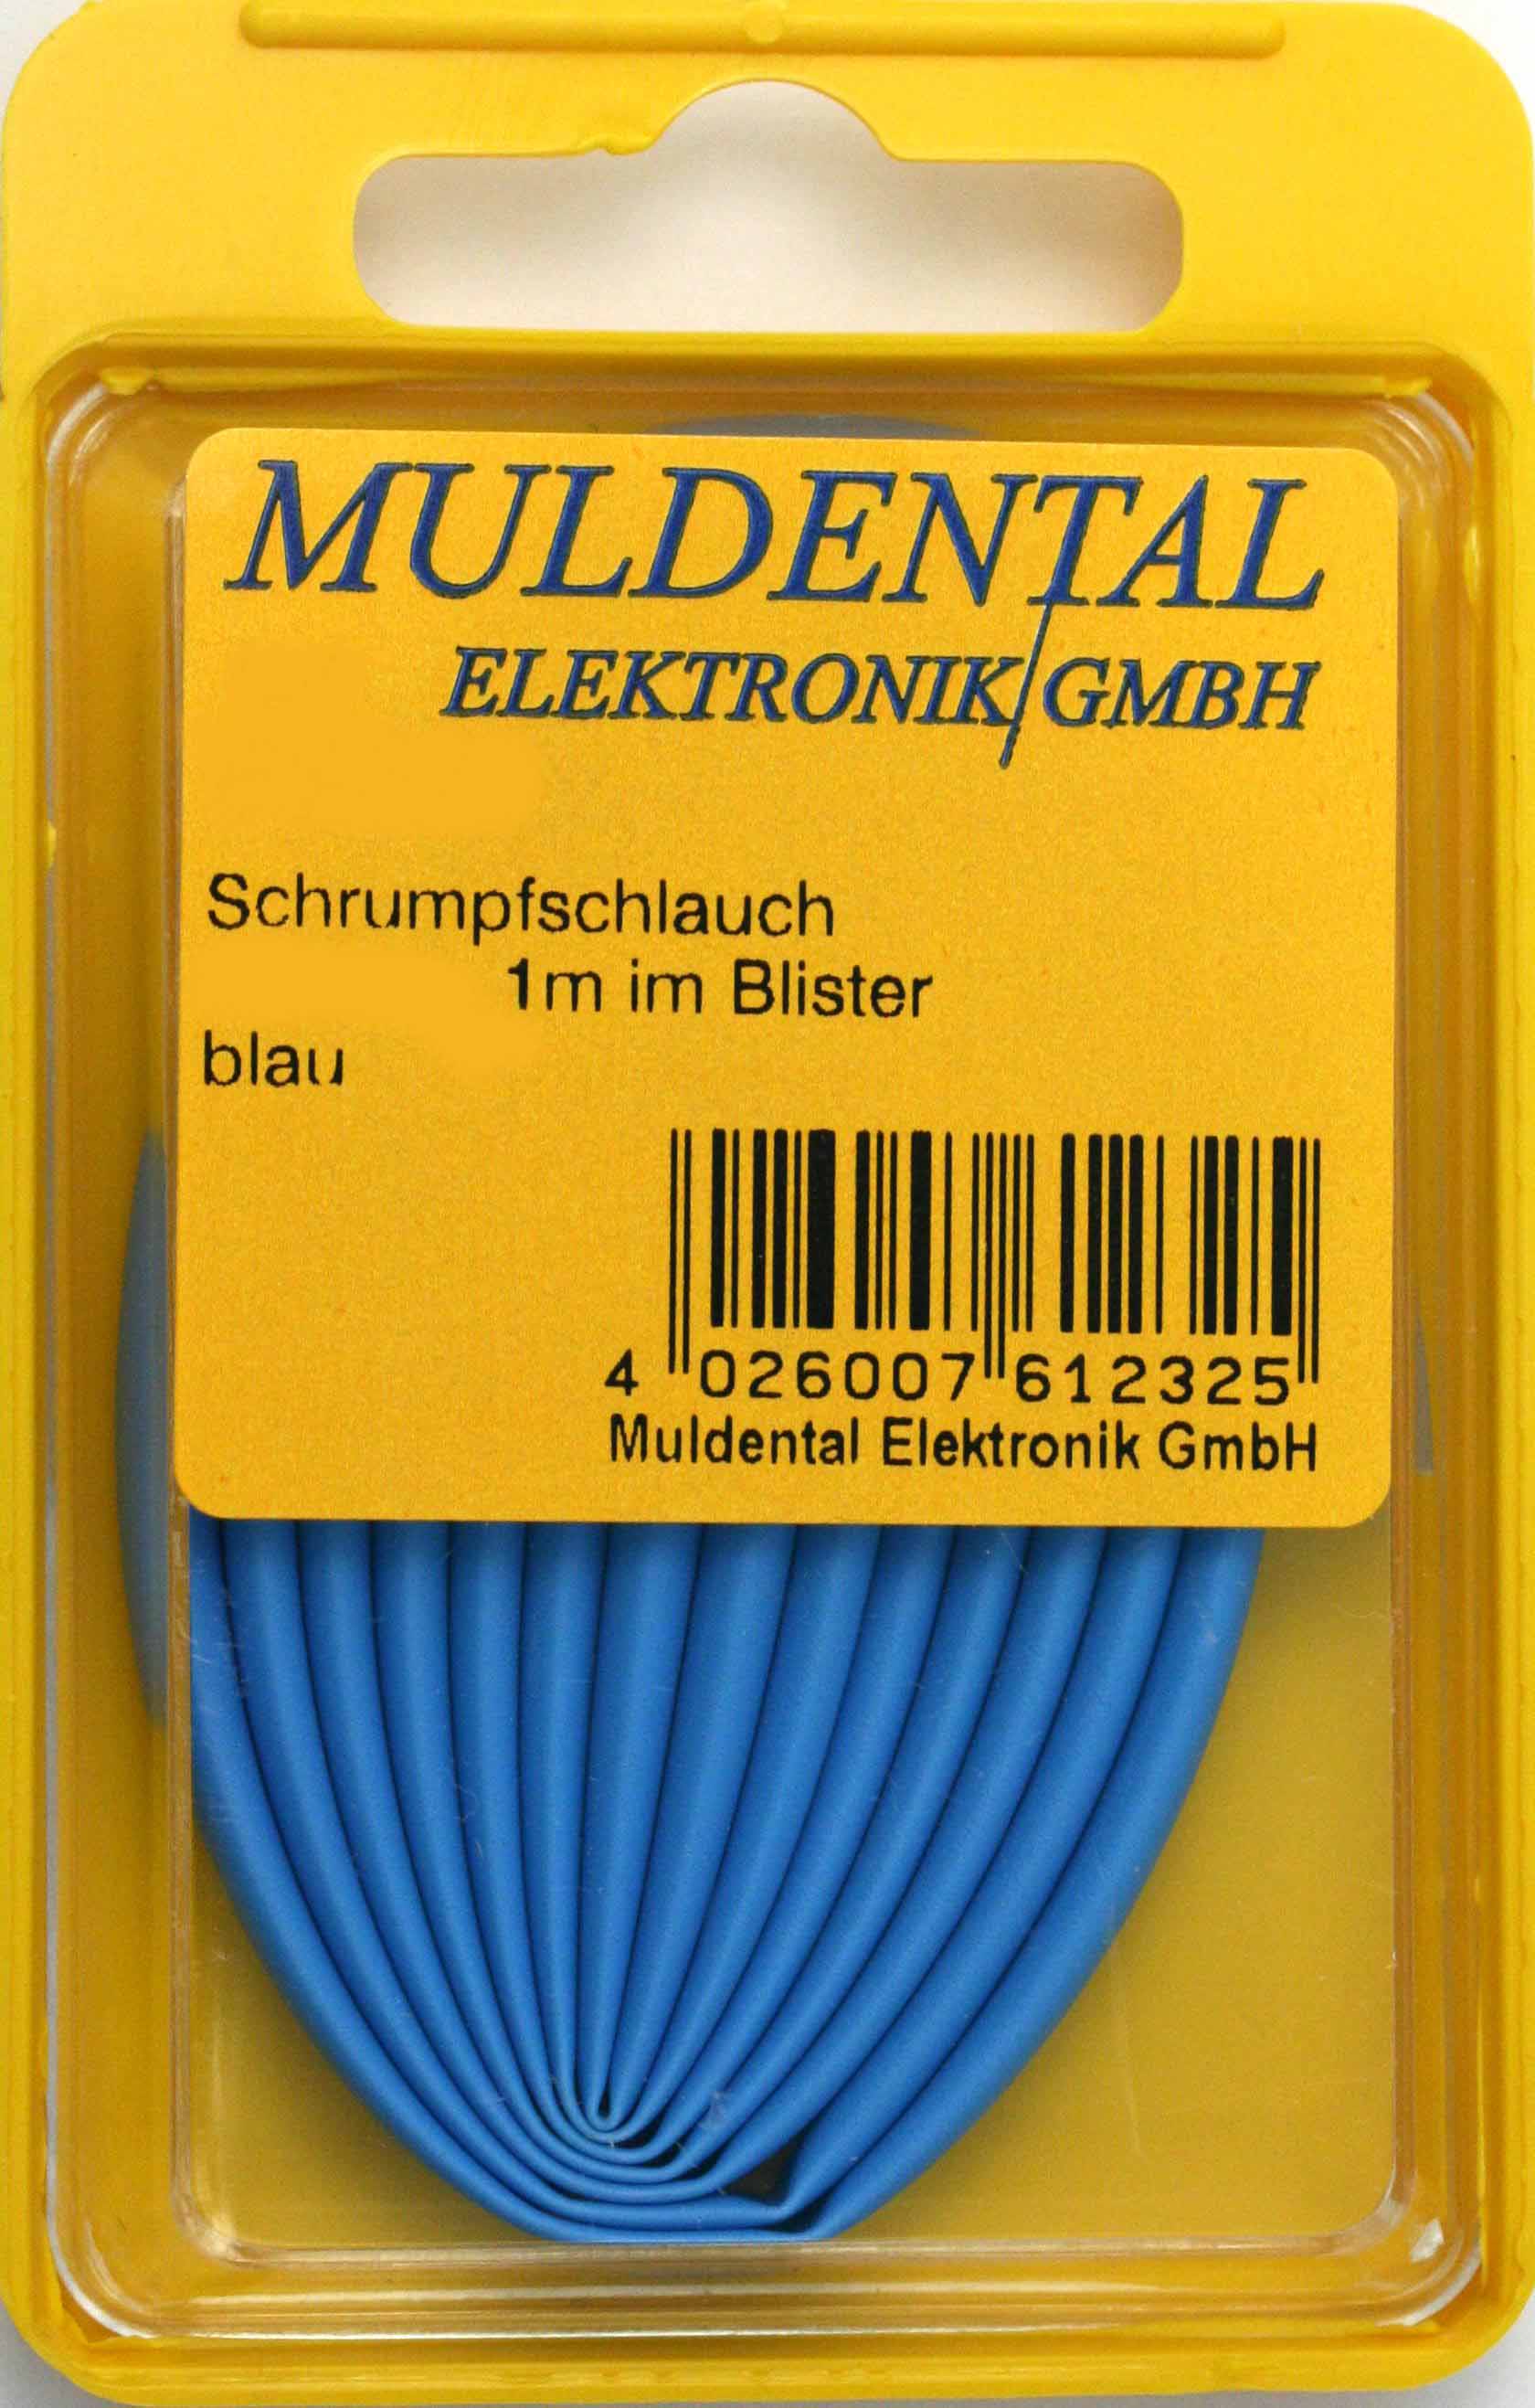 MULDENTAL
ELEKTRONIK GMBH
Schrumpfschlauch
1m im Blister
blau
4 026007 612325
Muldental Elektronik GmbH